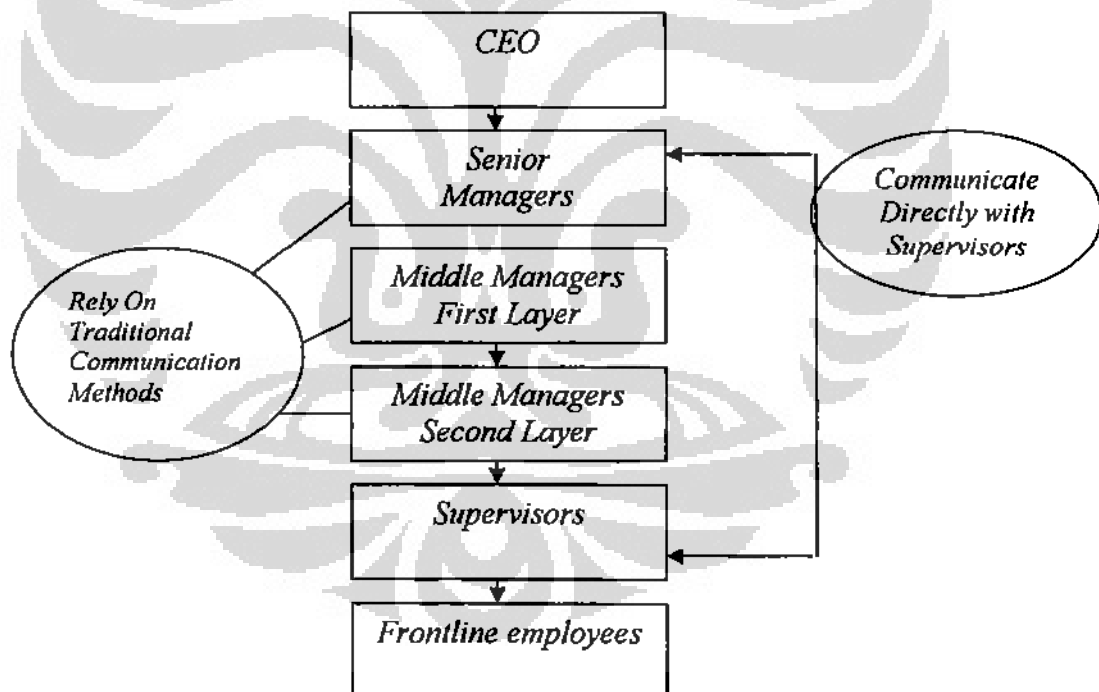 CEO
Senior
Managers
Communicate
Directly with
Supervisors
Middle Managers
First Layer
Rely On
Traditional
Communication
Methods
Middle Managers
Second Layer
Supervisors
Frontline employees